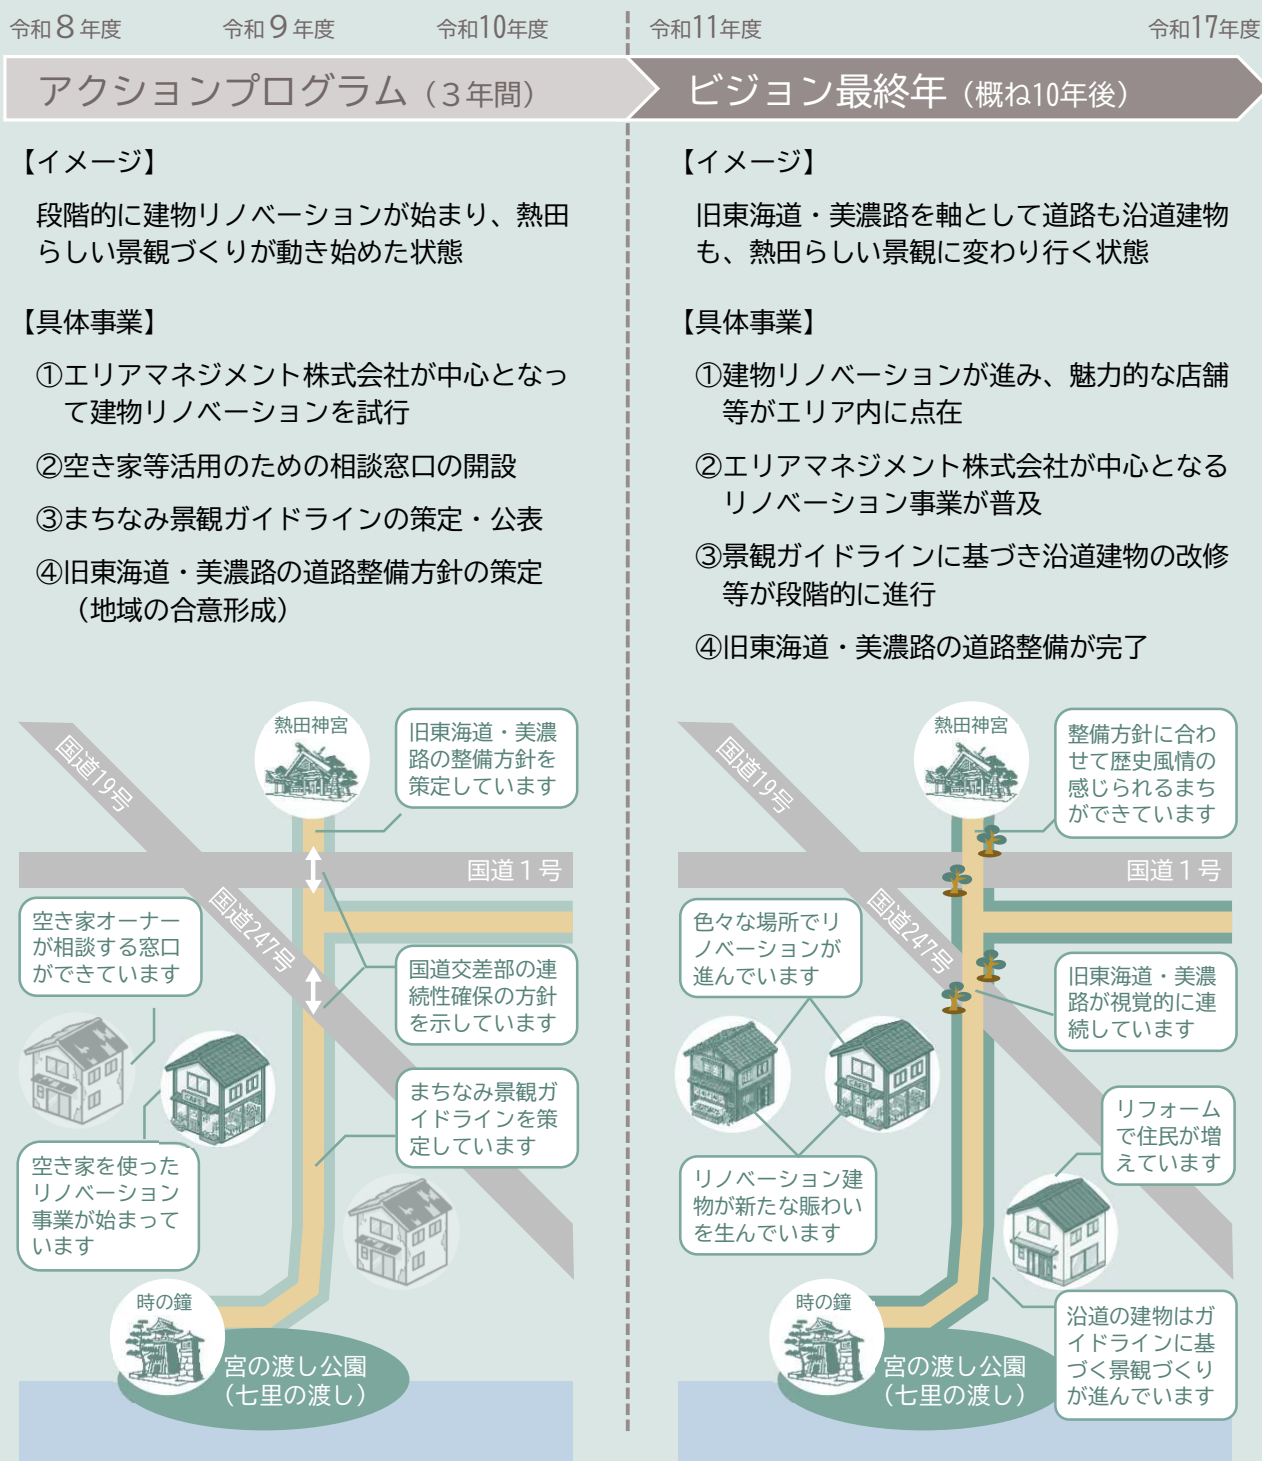 令和８年度
令和９年度
令和10年度
令和11年度
令和17年度
アクションプログラム（３年間）
ビジョン最終年（概ね10年後）
【イメージ】
段階的に建物リノベーションが始まり、熱田
らしい景観づくりが動き始めた状態
【具体事業】
①エリアマネジメント株式会社が中心となっ
て建物リノベーションを試行
②空き家等活用のための相談窓口の開設
③まちなみ景観ガイドラインの策定・公表
④旧東海道・美濃路の道路整備方針の策定
（地域の合意形成）
熱田神宮
旧東海道・美濃
路の整備方針を
策定しています
国道19号
国道１号
国道247号
空き家オーナー
が相談する窓口
ができています
国道交差部の連
続性確保の方針
を示しています
まちなみ景観ガ
イドラインを策
定しています
CAFE
空き家を使った
リノベーション
事業が始まって
います
時の鐘
宮の渡し公園
（七里の渡し）
【イメージ】
旧東海道・美濃路を軸として道路も沿道建物
も、熱田らしい景観に変わり行く状態
【具体事業】
①建物リノベーションが進み、魅力的な店舗
等がエリア内に点在
②エリアマネジメント株式会社が中心となる
リノベーション事業が普及
③景観ガイドラインに基づき沿道建物の改修
等が段階的に進行
④旧東海道・美濃路の道路整備が完了
熱田神宮
整備方針に合わ
せて歴史風情の
感じられるまち
ができています
国道19号
国道１号
国道247号
色々な場所でリ
ノベーションが
進んでいます
旧東海道・美濃
路が視覚的に連
続しています
CAFE
リフォーム
で住民が増
えています
リノベーション建
物が新たな賑わい
を生んでいます
時の鐘
宮の渡し公園
（七里の渡し）
沿道の建物はガ
イドラインに基
づく景観づくり
が進んでいます